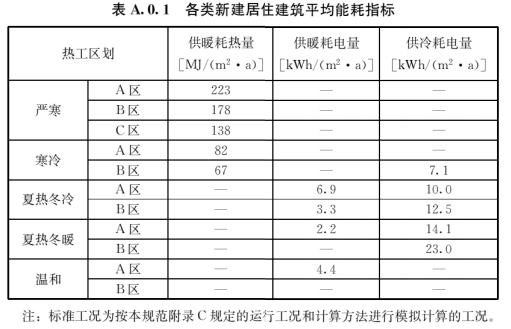 表 A.0.1 各类新建居住建筑平均能耗指标
热工区划 供暖耗热量 [MJ/(m²·a)] 供暖耗电量 [kWh/(m²·a)] 供冷耗电量 [kWh/(m²·a)]
严寒 A区 223 — —
B区 178 — —
C区 138 — —
寒冷 A区 82 — —
B区 67 — 7.1
夏热冬冷 A区 — 6.9 10.0
B区 — 3.3 12.5
夏热冬暖 A区 — 2.2 14.1
B区 — — 23.0
温和 A区 — 4.4 —
B区 — — —
注：标准工况为按本规范附录 C 规定的运行工况和计算方法进行模拟计算的工况。